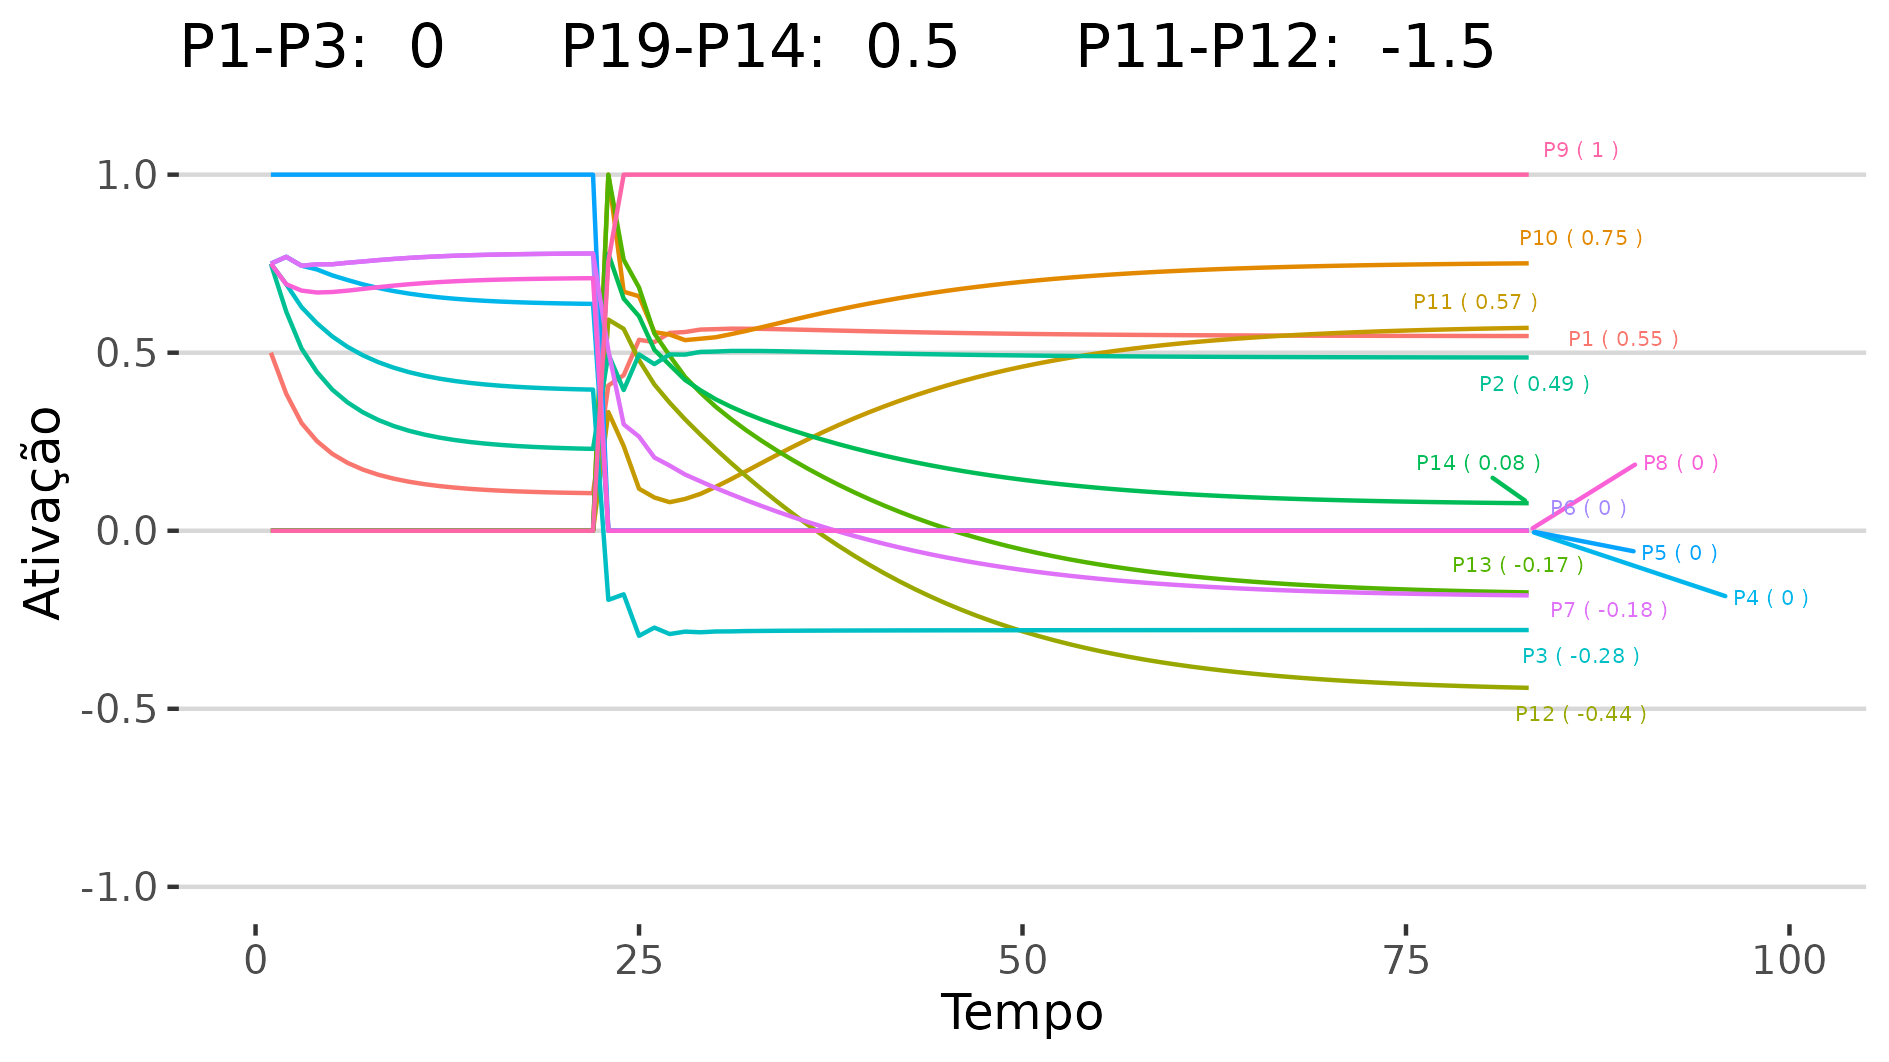 P1-P3: 0 P19-P14: 0.5 P11-P12: -1.5
P9 ( 1 )
1.0
P10 ( 0.75 )
P11 ( 0.57 )
P1 ( 0.55 )
0.5
P2 ( 0.49 )
P14 ( 0.08 )
P8 ( 0 )
P6 ( 0 )
0.0
P5 ( 0 )
P13 ( -0.17 )
P4 ( 0 )
P7 ( -0.18 )
P3 ( -0.28 )
-0.5
P12 ( -0.44 )
-1.0
Ativação
0 25 50 75 100
Tempo